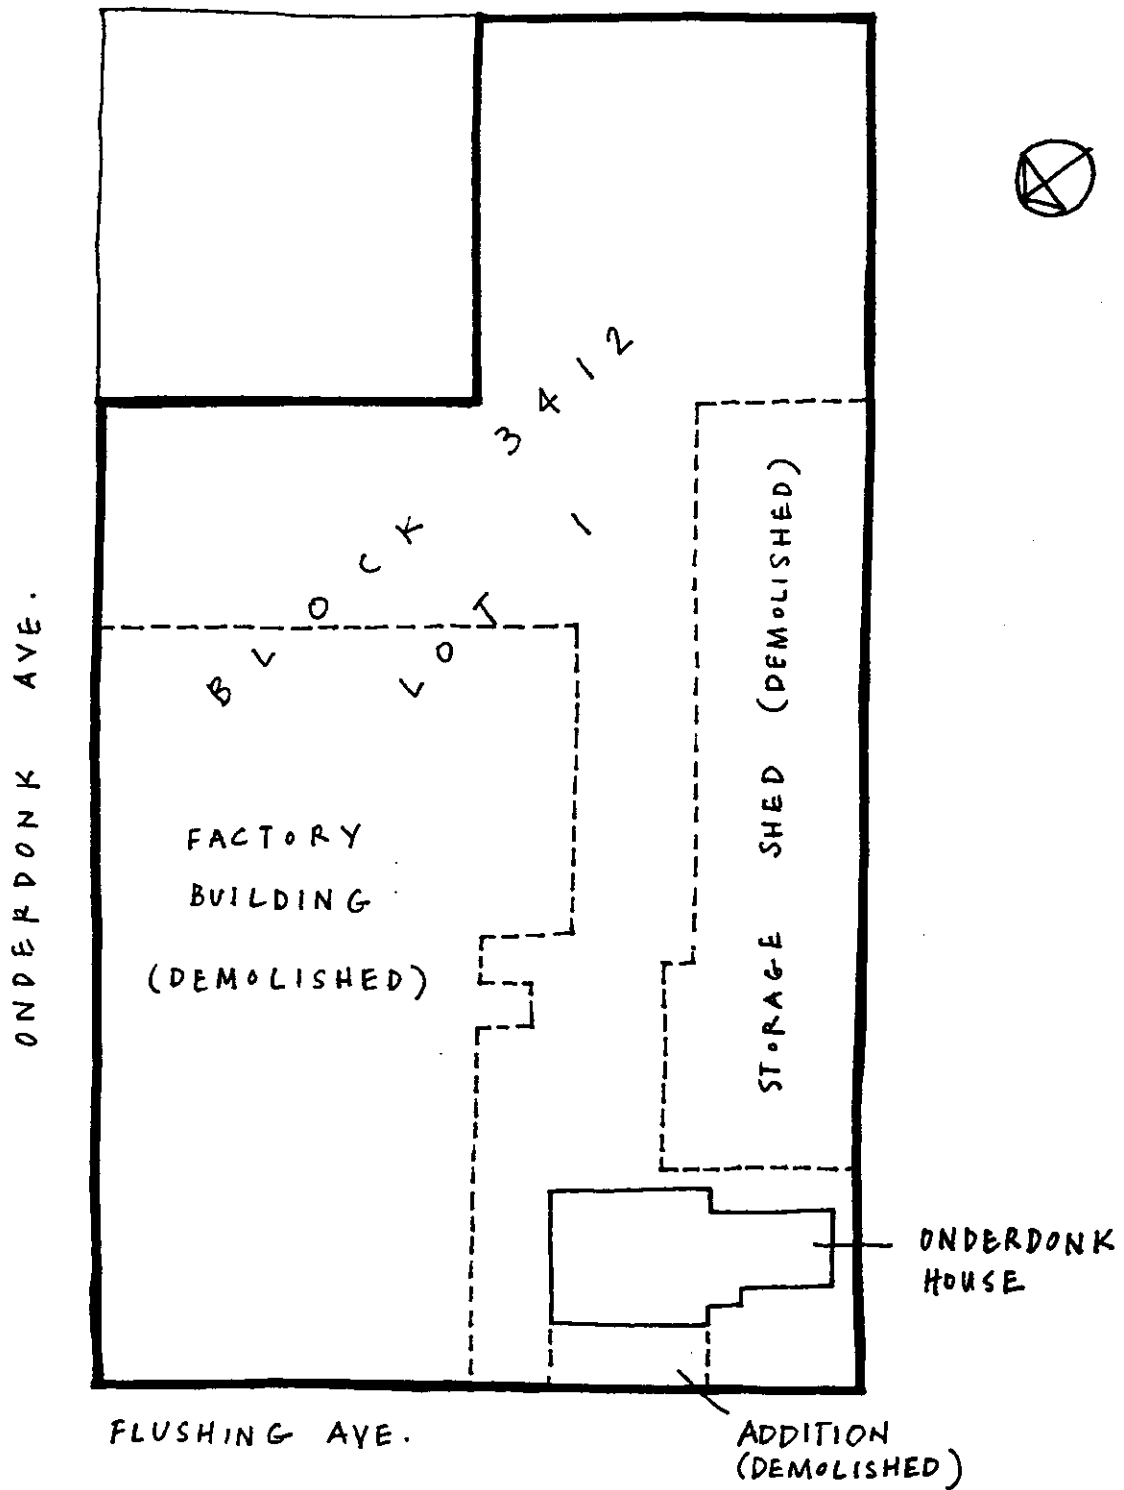 BLOCK 3412
LOT 1
ONDERDONK AVE.
STORAGE SHED (DEMOLISHED)
FACTORY
BUILDING
(DEMOLISHED)
ONDERDONK
HOUSE
FLUSHING AVE.
ADDITION
(DEMOLISHED)